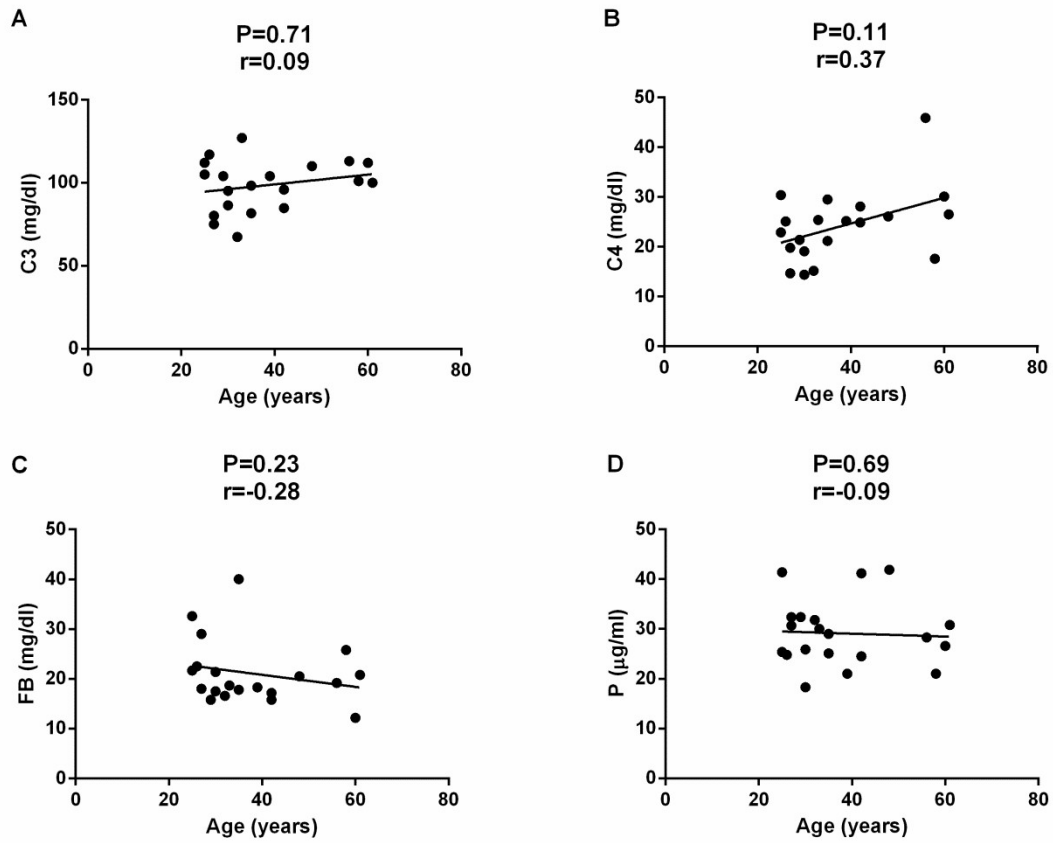 A
P=0.71
r=0.09
150
100
50
0
C3 (mg/dl)
0 20 40 60 80
Age (years)
B
P=0.11
r=0.37
50
40
30
20
10
0
C4 (mg/dl)
0 20 40 60 80
Age (years)
C
P=0.23
r=-0.28
50
40
30
20
10
0
FB (mg/dl)
0 20 40 60 80
Age (years)
D
P=0.69
r=-0.09
50
40
30
20
10
0
P (µg/ml)
0 20 40 60 80
Age (years)